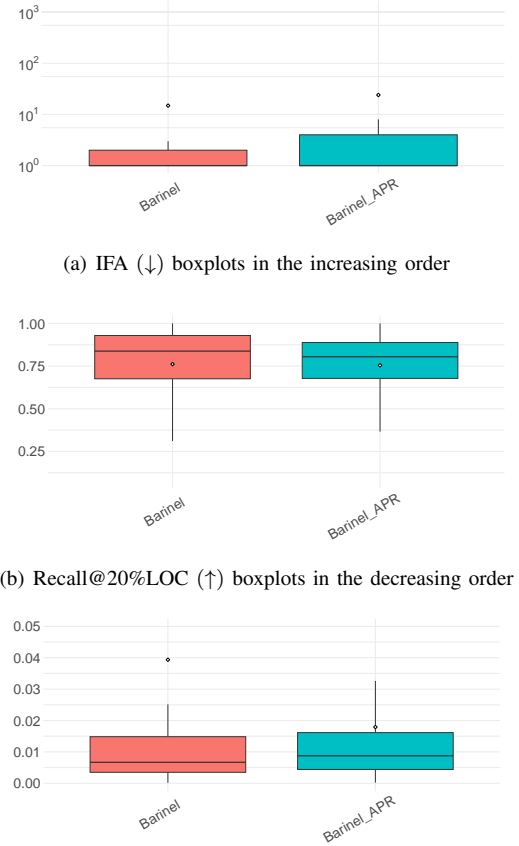 10³
10²
10¹
10⁰
Barinel
Barinel_APR
(a) IFA (↓) boxplots in the increasing order
1.00
0.75
0.50
0.25
Barinel
Barinel_APR
(b) Recall@20%LOC (↑) boxplots in the decreasing order
0.05
0.04
0.03
0.02
0.01
0.00
Barinel
Barinel_APR